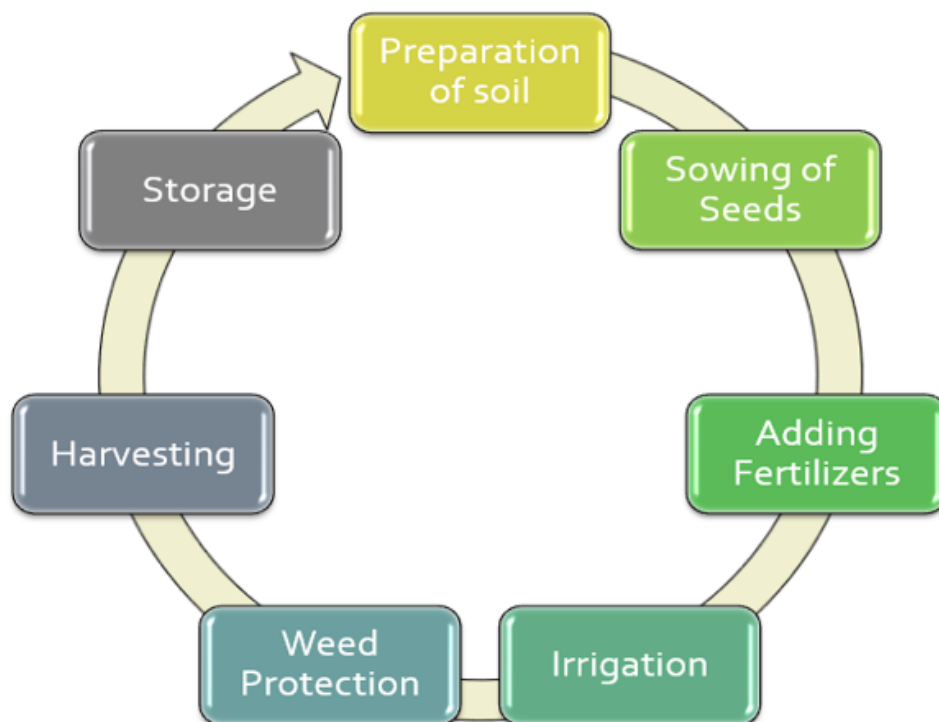 Preparation
of soil
Sowing of
Seeds
Adding
Fertilizers
Irrigation
Weed
Protection
Harvesting
Storage